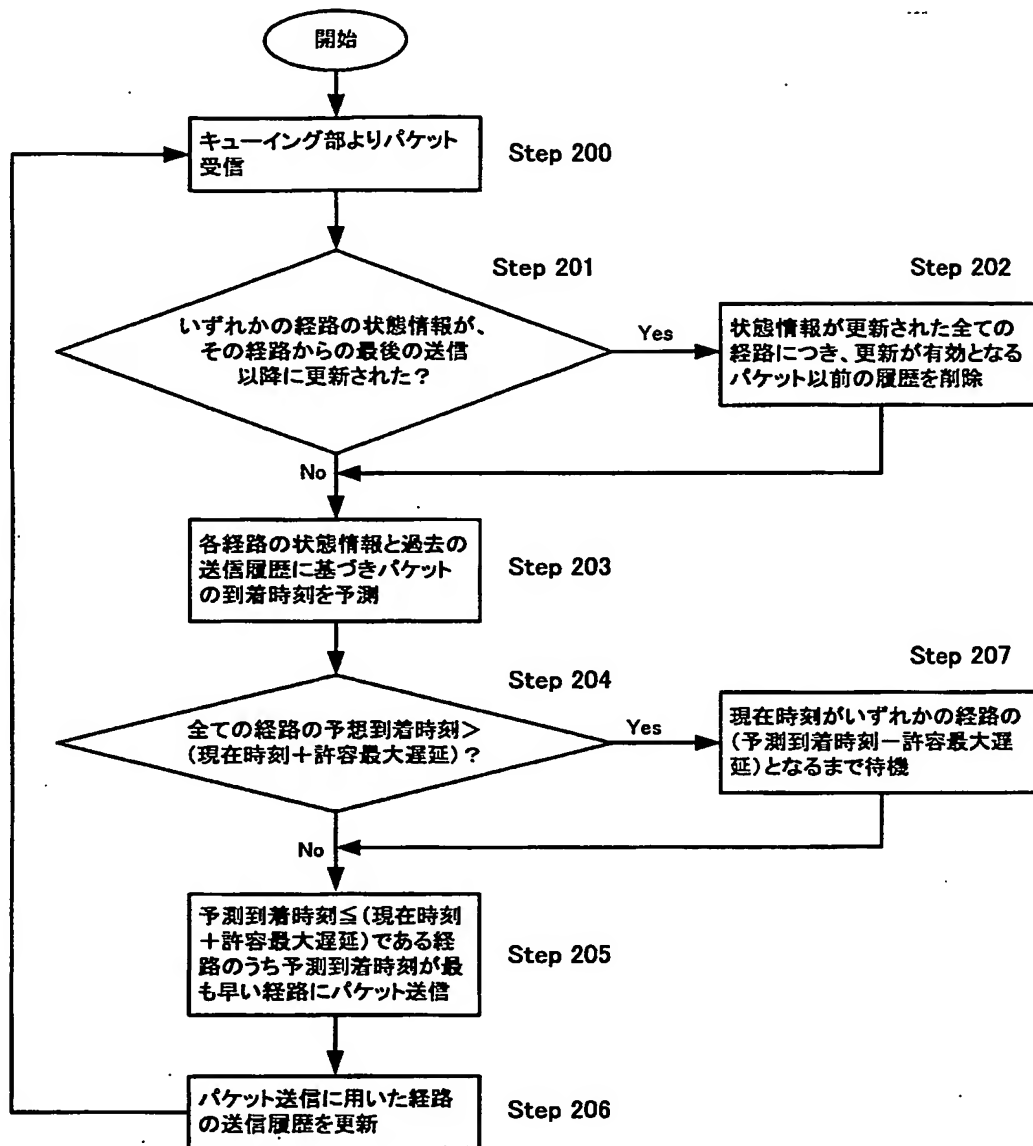 開始
キューイング部よりパケット
受信
Step 200
Step 201
いずれかの経路の状態情報が、
その経路からの最後の送信
以降に更新された？
Yes
Step 202
状態情報が更新された全ての
経路につき、更新が有効となる
パケット以前の履歴を削除
No
各経路の状態情報と過去の
送信履歴に基づきパケット
の到着時刻を予測
Step 203
Step 204
全ての経路の予想到着時刻＞
(現在時刻＋許容最大遅延)？
Yes
Step 207
現在時刻がいずれかの経路の
(予測到着時刻－許容最大遅
延)となるまで待機
No
予測到着時刻≦(現在時刻
＋許容最大遅延)である経
路のうち予測到着時刻が最
も早い経路にパケット送信
Step 205
パケット送信に用いた経路
の送信履歴を更新
Step 206